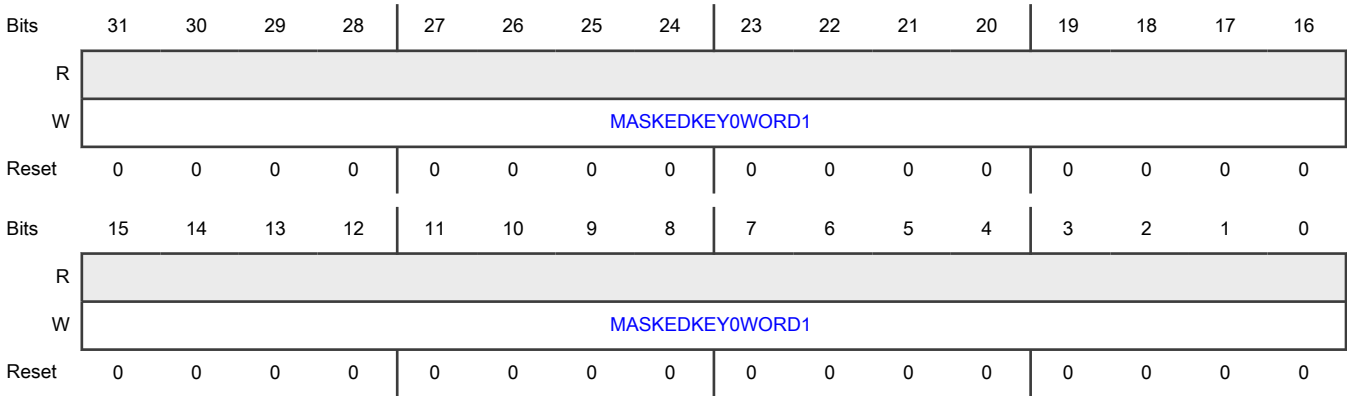 Bits 31 30 29 28 27 26 25 24 23 22 21 20 19 18 17 16
R
W MASKEDKEY0WORD1
Reset 0 0 0 0 0 0 0 0 0 0 0 0 0 0 0 0
Bits 15 14 13 12 11 10 9 8 7 6 5 4 3 2 1 0
R
W MASKEDKEY0WORD1
Reset 0 0 0 0 0 0 0 0 0 0 0 0 0 0 0 0